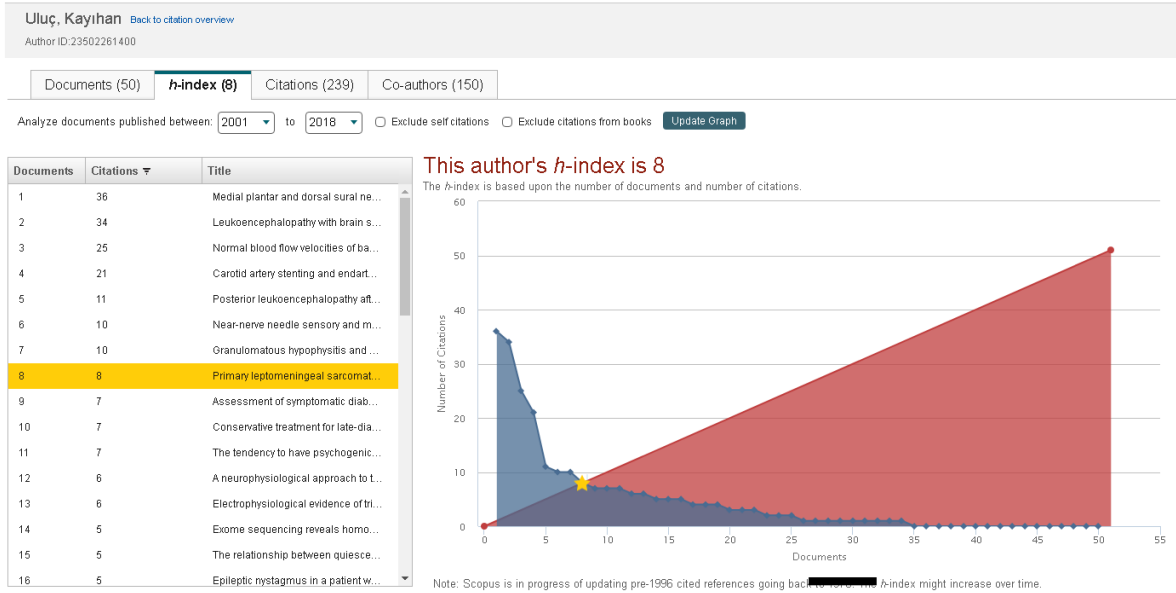 Uluç, Kayıhan Back to citation overview
Author ID:23502261400
Documents (50) h-index (8) Citations (239) Co-authors (150)
Analyze documents published between: 2001 to 2018 Exclude self citations Exclude citations from books Update Graph
Documents Citations Title
1 36 Medial plantar and dorsal sural ne...
2 34 Leukoencephalopathy with brain s...
3 25 Normal blood flow velocities of ba...
4 21 Carotid artery stenting and endart...
5 11 Posterior leukoencephalopathy aft...
6 10 Near-nerve needle sensory and m...
7 10 Granulomatous hypophysitis and ...
8 8 Primary leptomeningeal sarcomat...
9 7 Assessment of symptomatic diab...
10 7 Conservative treatment for late-dia...
11 7 The tendency to have psychogenic...
12 6 A neurophysiological approach to t...
13 6 Electrophysiological evidence of tri...
14 5 Exome sequencing reveals homo...
15 5 The relationship between quiesce...
16 5 Epileptic nystagmus in a patient w...
This author's h-index is 8
The h-index is based upon the number of documents and number of citations.
60
50
40
30
20
10
0
Number of Citations
0 5 10 15 20 25 30 35 40 45 50 55
Documents
Note: Scopus is in progress of updating pre-1996 cited references going back h-index might increase over time.